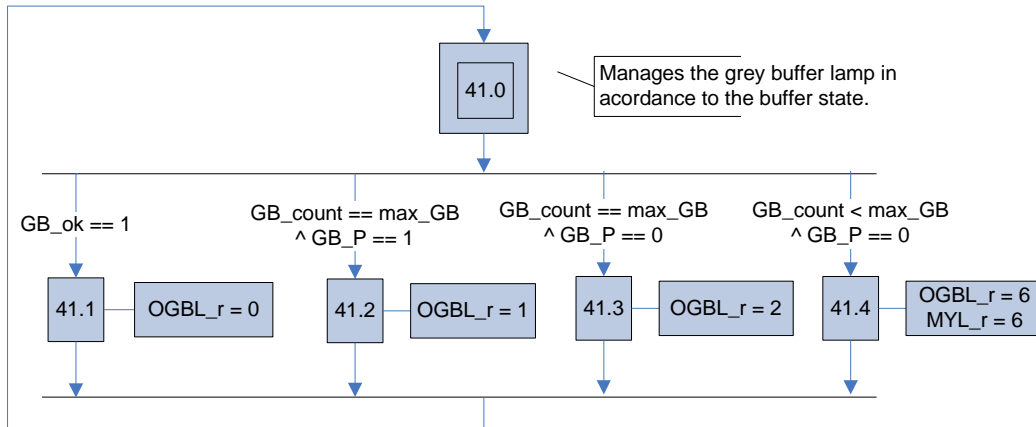 41.0
Manages the grey buffer lamp in
acordance to the buffer state.
GB_ok == 1
GB_count == max_GB
^ GB_P == 1
GB_count == max_GB
^ GB_P == 0
GB_count < max_GB
^ GB_P == 0
41.1
OGBL_r = 0
41.2
OGBL_r = 1
41.3
OGBL_r = 2
41.4
OGBL_r = 6
MYL_r = 6